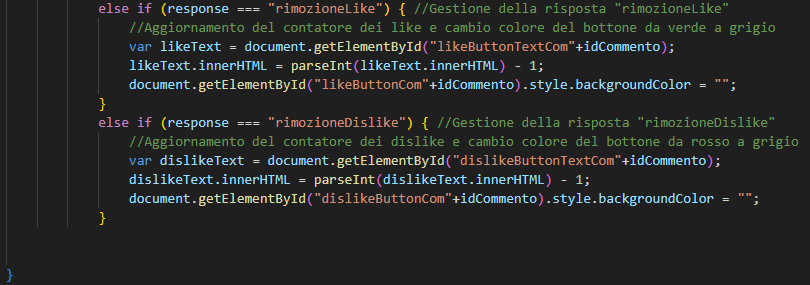 else if (response === "rimozioneLike") { //Gestione della risposta "rimozioneLike"
//Aggiornamento del contatore dei like e cambio colore del bottone da verde a grigio
var likeText = document.getElementById("likeButtonTextCom"+idCommento);
likeText.innerHTML = parseInt(likeText.innerHTML) - 1;
document.getElementById("likeButtonCom"+idCommento).style.backgroundColor = "";
}
else if (response === "rimozioneDislike") { //Gestione della risposta "rimozioneDislike"
//Aggiornamento del contatore dei dislike e cambio colore del bottone da rosso a grigio
var dislikeText = document.getElementById("dislikeButtonTextCom"+idCommento);
dislikeText.innerHTML = parseInt(dislikeText.innerHTML) - 1;
document.getElementById("dislikeButtonCom"+idCommento).style.backgroundColor = "";
}
}